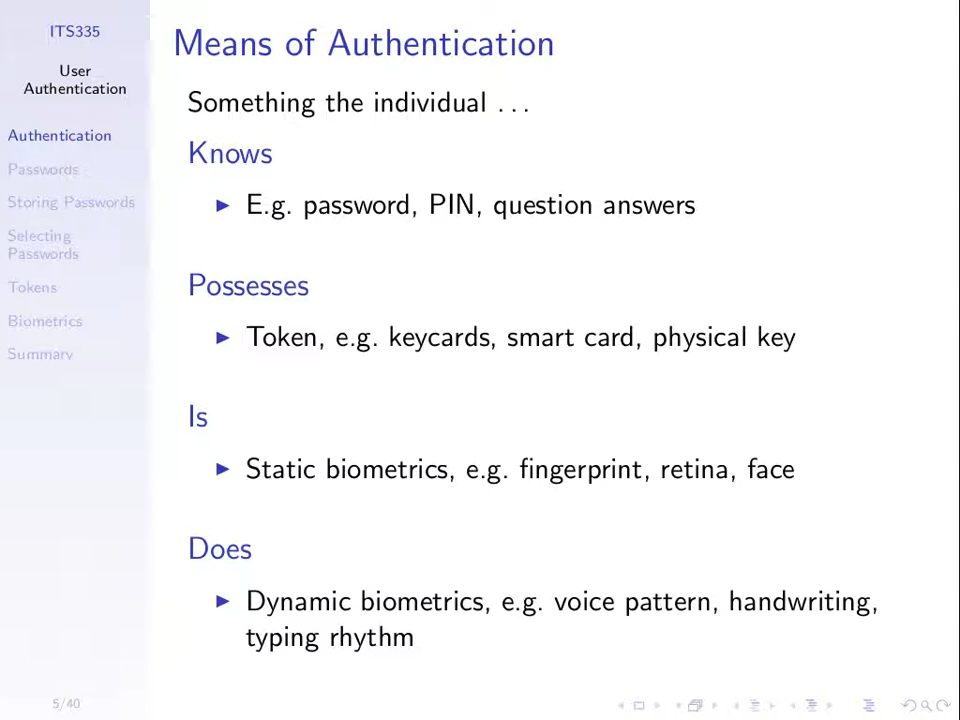 ITS335
User
Authentication
Authentication
Passwords
Storing Passwords
Selecting
Passwords
Tokens
Biometrics
Summary
5/40
Means of Authentication
Something the individual . . .
Knows
E.g. password, PIN, question answers
Possesses
Token, e.g. keycards, smart card, physical key
Is
Static biometrics, e.g. fingerprint, retina, face
Does
Dynamic biometrics, e.g. voice pattern, handwriting,
typing rhythm